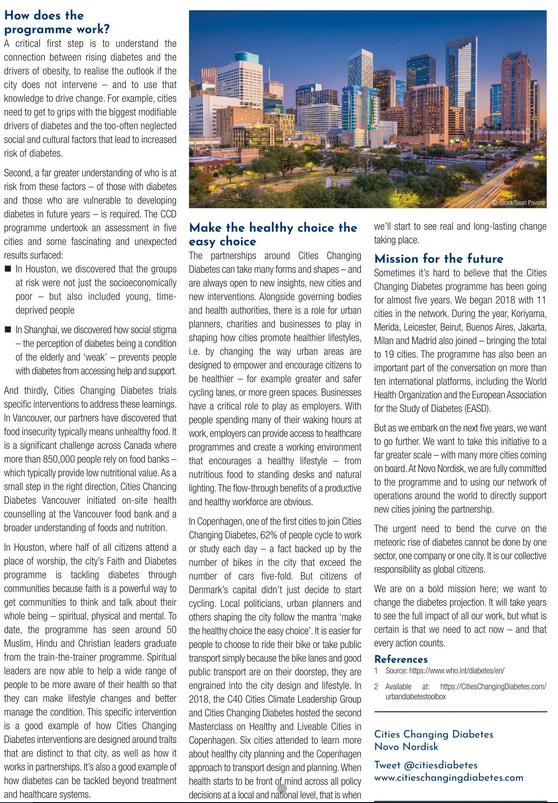 How does the
programme work?
A critical first step is to understand the
connection between rising diabetes and the
drivers of obesity, to realise the outlook if the
city does not intervene – and to use that
knowledge to drive change. For example, cities
need to get to grips with the biggest modifiable
drivers of diabetes and the too-often neglected
social and cultural factors that lead to increased
risk of diabetes.
Second, a far greater understanding of who is at
risk from these factors – of those with diabetes
and those who are vulnerable to developing
diabetes in future years – is required. The CCD
programme undertook an assessment in five
cities and some fascinating and unexpected
results surfaced:
■ In Houston, we discovered that the groups
at risk were not just the socioeconomically
poor – but also included young, time-
deprived people
■ In Shanghai, we discovered how social stigma
– the perception of diabetes being a condition
of the elderly and ‘weak’ – prevents people
with diabetes from accessing help and support.
And thirdly, Cities Changing Diabetes trials
specific interventions to address these learnings.
In Vancouver, our partners have discovered that
food insecurity typically means unhealthy food. It
is a significant challenge across Canada where
more than 850,000 people rely on food banks –
which typically provide low nutritional value. As a
small step in the right direction, Cities Changing
Diabetes Vancouver initiated on-site health
counselling at the Vancouver food bank and a
broader understanding of foods and nutrition.
In Houston, where half of all citizens attend a
place of worship, the city’s Faith and Diabetes
programme is tackling diabetes through
communities because faith is a powerful way to
get communities to think and talk about their
whole being – spiritual, physical and mental. To
date, the programme has seen around 50
Muslim, Hindu and Christian leaders graduate
from the train-the-trainer programme. Spiritual
leaders are now able to help a wide range of
people to be more aware of their health so that
they can make lifestyle changes and better
manage the condition. This specific intervention
is a good example of how Cities Changing
Diabetes interventions are designed around traits
that are distinct to that city, as well as how it
works in partnerships. It’s also a good example of
how diabetes can be tackled beyond treatment
and healthcare systems.
© iStock/Sean Pavone
Make the healthy choice the
easy choice
The partnerships around Cities Changing
Diabetes can take many forms and shapes – and
are always open to new insights, new cities and
new interventions. Alongside governing bodies
and health authorities, there is a role for urban
planners, charities and businesses to play in
shaping how cities promote healthier lifestyles,
i.e. by changing the way urban areas are
designed to empower and encourage citizens to
be healthier – for example greater and safer
cycling lanes, or more green spaces. Businesses
have a critical role to play as employers. With
people spending many of their waking hours at
work, employers can provide access to healthcare
programmes and create a working environment
that encourages a healthy lifestyle – from
nutritious food to standing desks and natural
lighting. The flow-through benefits of a productive
and healthy workforce are obvious.
In Copenhagen, one of the first cities to join Cities
Changing Diabetes, 62% of people cycle to work
or study each day – a fact backed up by the
number of bikes in the city that exceed the
number of cars five-fold. But citizens of
Denmark’s capital didn’t just decide to start
cycling. Local politicians, urban planners and
others shaping the city follow the mantra ‘make
the healthy choice the easy choice’. It is easier for
people to choose to ride their bike or take public
transport simply because the bike lanes and good
public transport are on their doorstep, they are
engrained into the city design and lifestyle. In
2018, the C40 Cities Climate Leadership Group
and Cities Changing Diabetes hosted the second
Masterclass on Healthy and Liveable Cities in
Copenhagen. Six cities attended to learn more
about healthy city planning and the Copenhagen
approach to transport design and planning. When
health starts to be front of mind across all policy
decisions at a local and national level, that is when
we’ll start to see real and long-lasting change
taking place.
Mission for the future
Sometimes it’s hard to believe that the Cities
Changing Diabetes programme has been going
for almost five years. We began 2018 with 11
cities in the network. During the year, Koriyama,
Merida, Leicester, Beirut, Buenos Aires, Jakarta,
Milan and Madrid also joined – bringing the total
to 19 cities. The programme has also been an
important part of the conversation on more than
ten international platforms, including the World
Health Organization and the European Association
for the Study of Diabetes (EASD).
But as we embark on the next five years, we want
to go further. We want to take this initiative to a
far greater scale – with many more cities coming
on board. At Novo Nordisk, we are fully committed
to the programme and to using our network of
operations around the world to directly support
new cities joining the partnership.
The urgent need to bend the curve on the
meteoric rise of diabetes cannot be done by one
sector, one company or one city. It is our collective
responsibility as global citizens.
We are on a bold mission here; we want to
change the diabetes projection. It will take years
to see the full impact of all our work, but what is
certain is that we need to act now – and that
every action counts.
References
1 Source: https://www.who.int/diabetes/en/
2 Available at: https://CitiesChangingDiabetes.com/
urbandiabetestoolbox
Cities Changing Diabetes
Novo Nordisk
Tweet @citiesdiabetes
www.citieschangingdiabetes.com